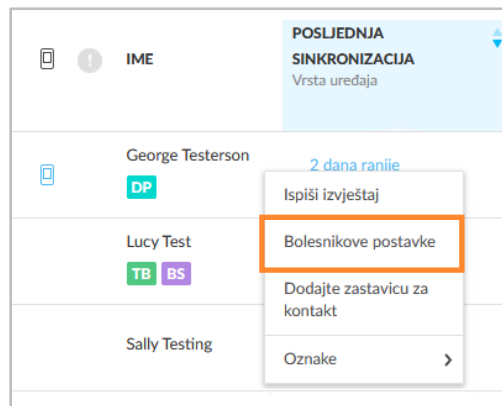 IME
POSLJEDNJA
SINKRONIZACIJA
Vrsta uređaja
George Testerson
2 dana ranije
DP
Ispiši izvještaj
Lucy Test
Bolesnikove postavke
TB BS
Dodajte zastavicu za
kontakt
Sally Testing
Oznake